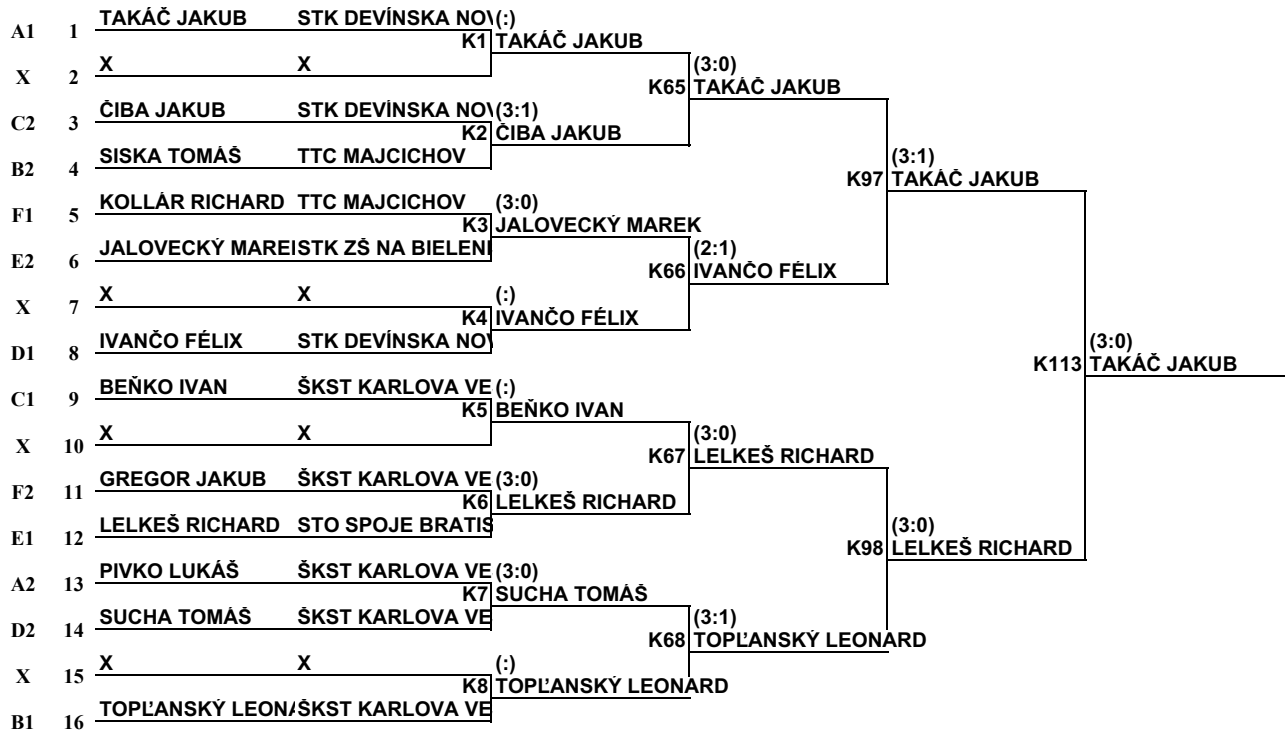 TAKÁČ JAKUB STK DEVÍNSKA NOV (:)
A1 1
K1 TAKÁČ JAKUB
X X (3:0)
X 2
K65 TAKÁČ JAKUB
ČIBA JAKUB STK DEVÍNSKA NOV (3:1)
C2 3
K2 ČIBA JAKUB
SISKA TOMÁŠ TTC MAJCICHOV (3:1)
B2 4
K97 TAKÁČ JAKUB
KOLLÁR RICHARD TTC MAJCICHOV (3:0)
F1 5
K3 JALOVECKÝ MAREK
JALOVECKÝ MAREK STK ZŠ NA BIELENI (2:1)
E2 6
K66 IVANČO FÉLIX
X X (:)
X 7
K4 IVANČO FÉLIX
IVANČO FÉLIX STK DEVÍNSKA NOV (3:0)
D1 8
K113 TAKÁČ JAKUB
BEŇKO IVAN ŠKST KARLOVA VE (:)
C1 9
K5 BEŇKO IVAN
X X (3:0)
X 10
K67 LELKEŠ RICHARD
GREGOR JAKUB ŠKST KARLOVA VE (3:0)
F2 11
K6 LELKEŠ RICHARD
LELKEŠ RICHARD STO SPOJE BRATIS (3:0)
E1 12
K98 LELKEŠ RICHARD
PIVKO LUKÁŠ ŠKST KARLOVA VE (3:0)
A2 13
K7 SUCHA TOMÁŠ
SUCHA TOMÁŠ ŠKST KARLOVA VE (3:1)
D2 14
K68 TOPĽANSKÝ LEONARD
X X (:)
X 15
K8 TOPĽANSKÝ LEONARD
TOPĽANSKÝ LEONA ŠKST KARLOVA VE
B1 16